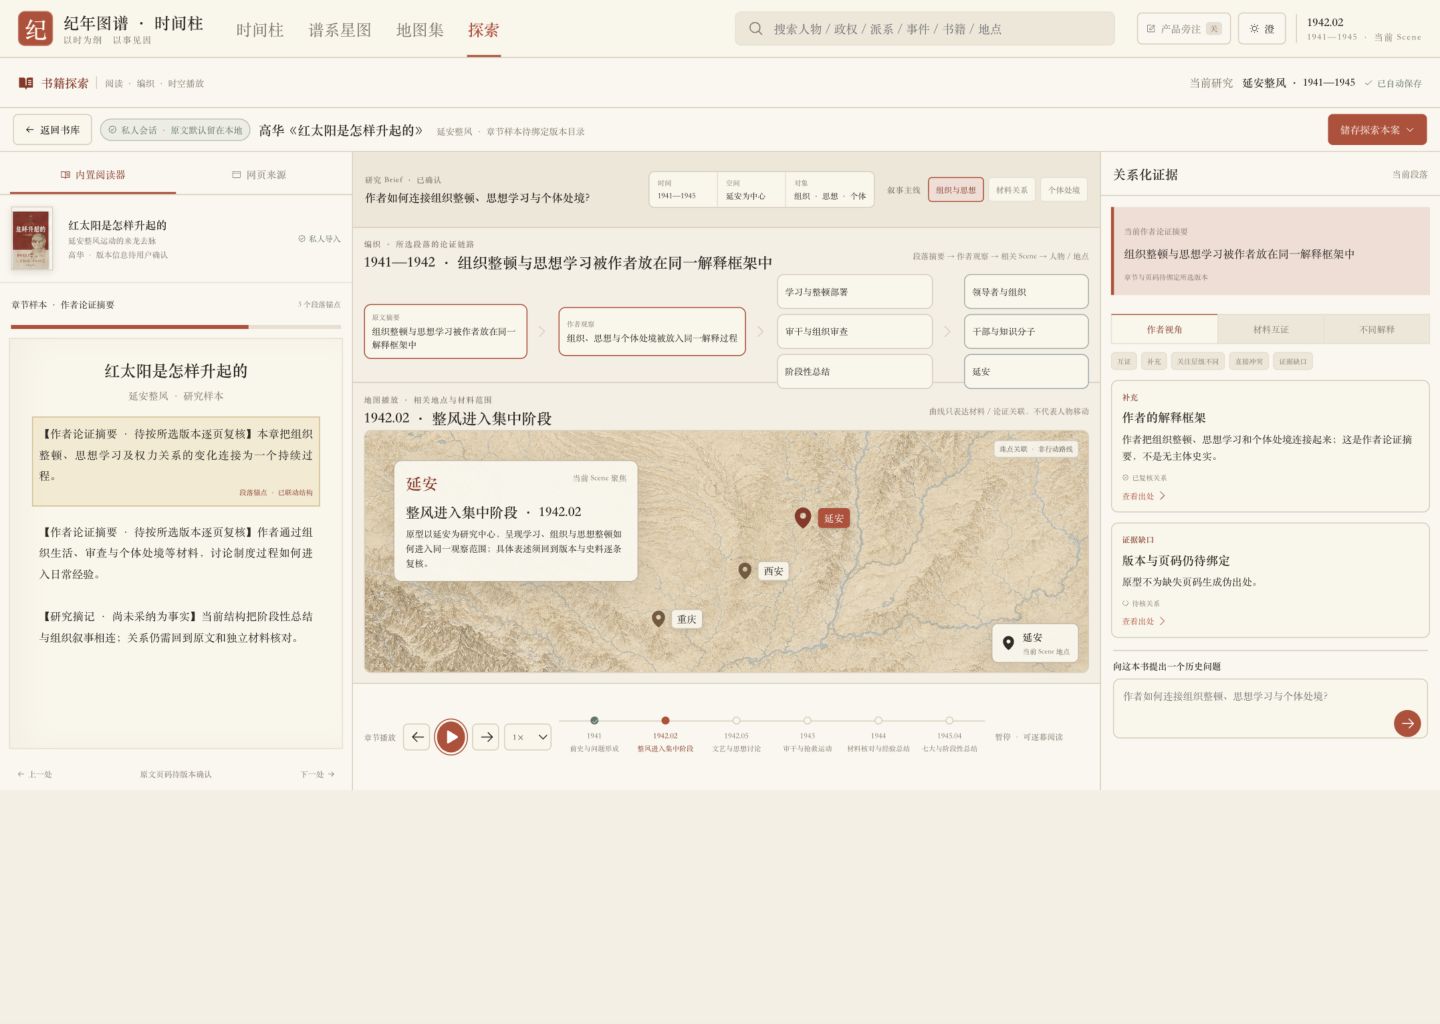 纪
纪年图谱 · 时间柱
以时为纲 以事见因
时间柱
谱系星图
地图集
探索
搜索人物 / 政权 / 派系 / 事件 / 书籍 / 地点
产品旁注 关
澄
1942.02
1941—1945 · 当前 Scene
书籍探索
阅读 · 编织 · 时空播放
当前研究 延安整风 · 1941—1945 已自动保存
← 返回书库
私人会话 · 原文默认留在本地
高华《红太阳是怎样升起的》
延安整风 · 章节样本待绑定版本目录
储存探索本案
内置阅读器
网页来源
红太阳是怎样升起的
延安整风运动的来龙去脉
高华 · 版本信息待用户确认
私人导入
章节样本 · 作者论证摘要
3 个段落锚点
红太阳是怎样升起的
延安整风 · 研究样本
【作者论证摘要 · 待按所选版本逐页复核】本章把组织
整顿、思想学习及权力关系的变化连接为一个持续过
程。
段落锚点 · 已联动结构
【作者论证摘要 · 待按所选版本逐页复核】作者通过组
织生活、审查与个体处境等材料，讨论制度过程如何进
入日常经验。
【研究摘记 · 尚未采纳为事实】当前结构把阶段性总结
与组织叙事相连；关系仍需回到原文和独立材料核对。
← 上一处
原文页码待版本确认
下一处 →
研究 Brief · 已确认
作者如何连接组织整顿、思想学习与个体处境?
时间
1941—1945
空间
延安为中心
对象
组织 · 思想 · 个体
叙事主线
组织与思想
材料关系
个体处境
编织 · 所选段落的论证链路
1941—1942 · 组织整顿与思想学习被作者放在同一解释框架中
段落摘要 → 作者观察 → 相关 Scene → 人物 / 地点
原文摘要
组织整顿与思想学习被作者放在同一
解释框架中
作者观察
组织、思想与个体处境被放入同一解释过程
学习与整顿部署
审干与组织审查
阶段性总结
领导者与组织
干部与知识分子
延安
地图播放 · 相关地点与材料范围
1942.02 · 整风进入集中阶段
曲线只表达材料 / 论证关联，不代表人物移动
延安
当前 Scene 聚焦
整风进入集中阶段 · 1942.02
原型以延安为研究中心，呈现学习、组织与思想整顿如
何进入同一观察范围；具体表述须回到版本与史料逐条
复核。
珠点关联 · 非行动路线
延安
西安
重庆
延安
当前 Scene 地点
章节播放
1×
1941
前史与问题形成
1942.02
整风进入集中阶段
1942.05
文艺与思想讨论
1943
审干与抢救运动
1944
材料核对与经验总结
1945.04
七大与阶段性总结
暂停 · 可逐幕阅读
关系化证据
当前段落
当前作者论证摘要
组织整顿与思想学习被作者放在同一解释框架中
章节与页码待绑定所选版本
作者视角
材料互证
不同解释
互证
补充
关注层级不同
直接冲突
证据缺口
补充
作者的解释框架
作者把组织整顿、思想学习和个体处境连接起来；这是作者论证摘
要，不是无主体史实。
已复核关系
查看出处
证据缺口
版本与页码仍待绑定
原型不为缺失页码生成伪出处。
待核关系
查看出处
向这本书提出一个历史问题
作者如何连接组织整顿、思想学习与个体处境?